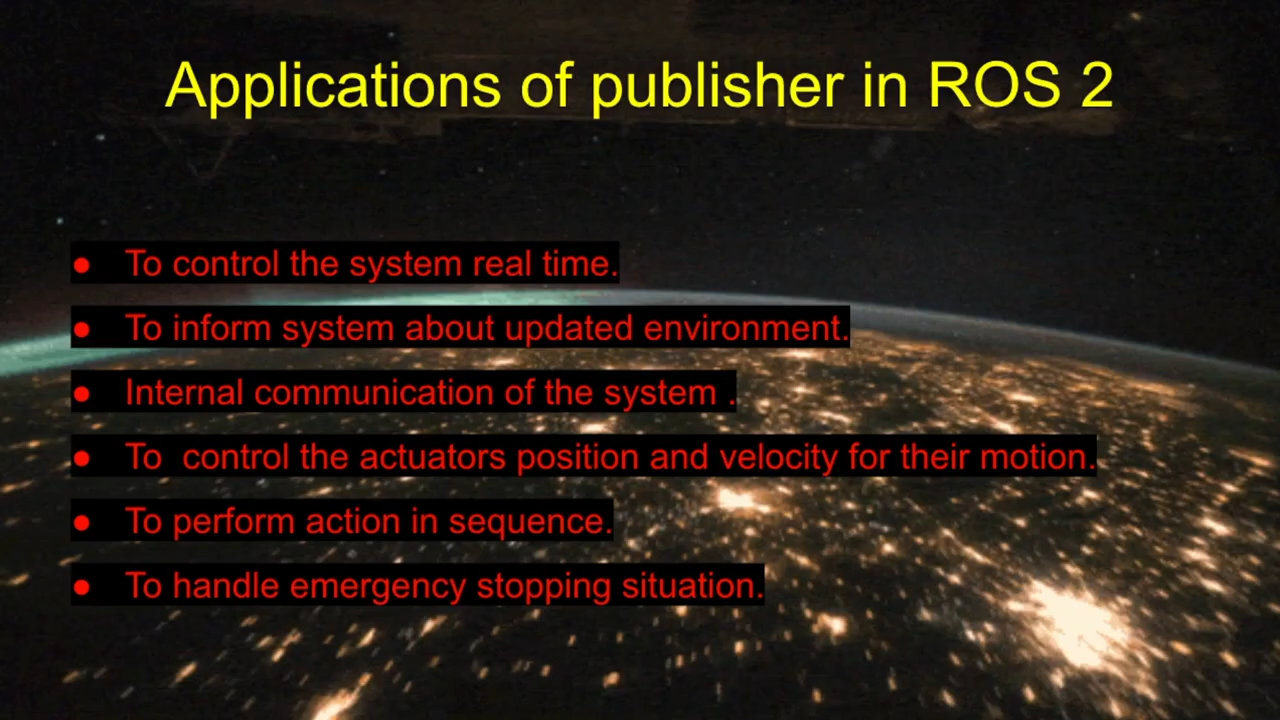 Applications of publisher in ROS 2
● To control the system real time.
● To inform system about updated environment.
● Internal communication of the system .
● To  control the actuators position and velocity for their motion.
● To perform action in sequence.
● To handle emergency stopping situation.